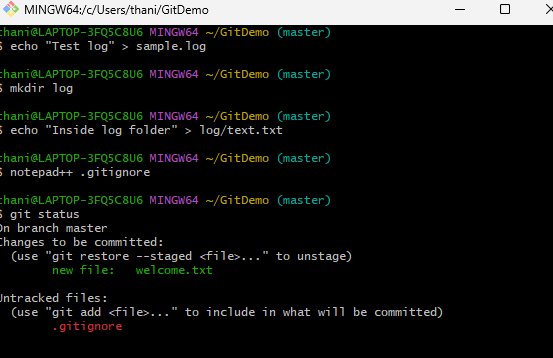 MINGW64:/c/Users/thani/GitDemo
thani@LAPTOP-3FQ5C8U6 MINGW64 ~/GitDemo (master)
$ echo "Test log" > sample.log
thani@LAPTOP-3FQ5C8U6 MINGW64 ~/GitDemo (master)
$ mkdir log
thani@LAPTOP-3FQ5C8U6 MINGW64 ~/GitDemo (master)
$ echo "Inside log folder" > log/text.txt
thani@LAPTOP-3FQ5C8U6 MINGW64 ~/GitDemo (master)
$ notepad++ .gitignore
thani@LAPTOP-3FQ5C8U6 MINGW64 ~/GitDemo (master)
$ git status
On branch master
Changes to be committed:
(use "git restore --staged <file>..." to unstage)
new file: welcome.txt
Untracked files:
(use "git add <file>..." to include in what will be committed)
.gitignore